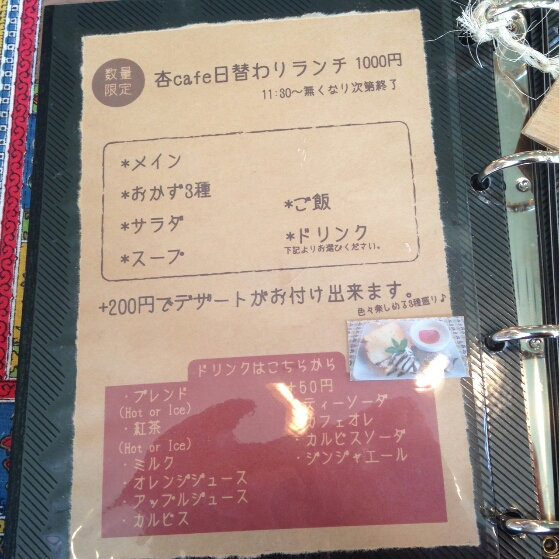 数量
限定
杏cafe日替わりランチ 1000円
11:30〜無くなり次第終了
*メイン
*おかず3種
*サラダ
*スープ
*ご飯
*ドリンク
下記よりお選びください。
+200円でデザートがお付け出来ます。
色々楽しめる3種盛り♪
ドリンクはこちらから
・ブレンド
(Hot or Ice)
・紅茶
(Hot or Ice)
・ミルク
・オレンジジュース
・アップルジュース
・カルピス
+50円
ティーソーダ
カフェオレ
・カルピスソーダ
・ジンジャエール